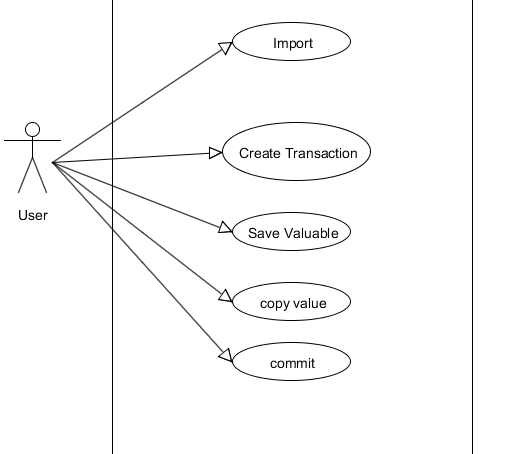 Import
Create Transaction
User
Save Valuable
copy value
commit